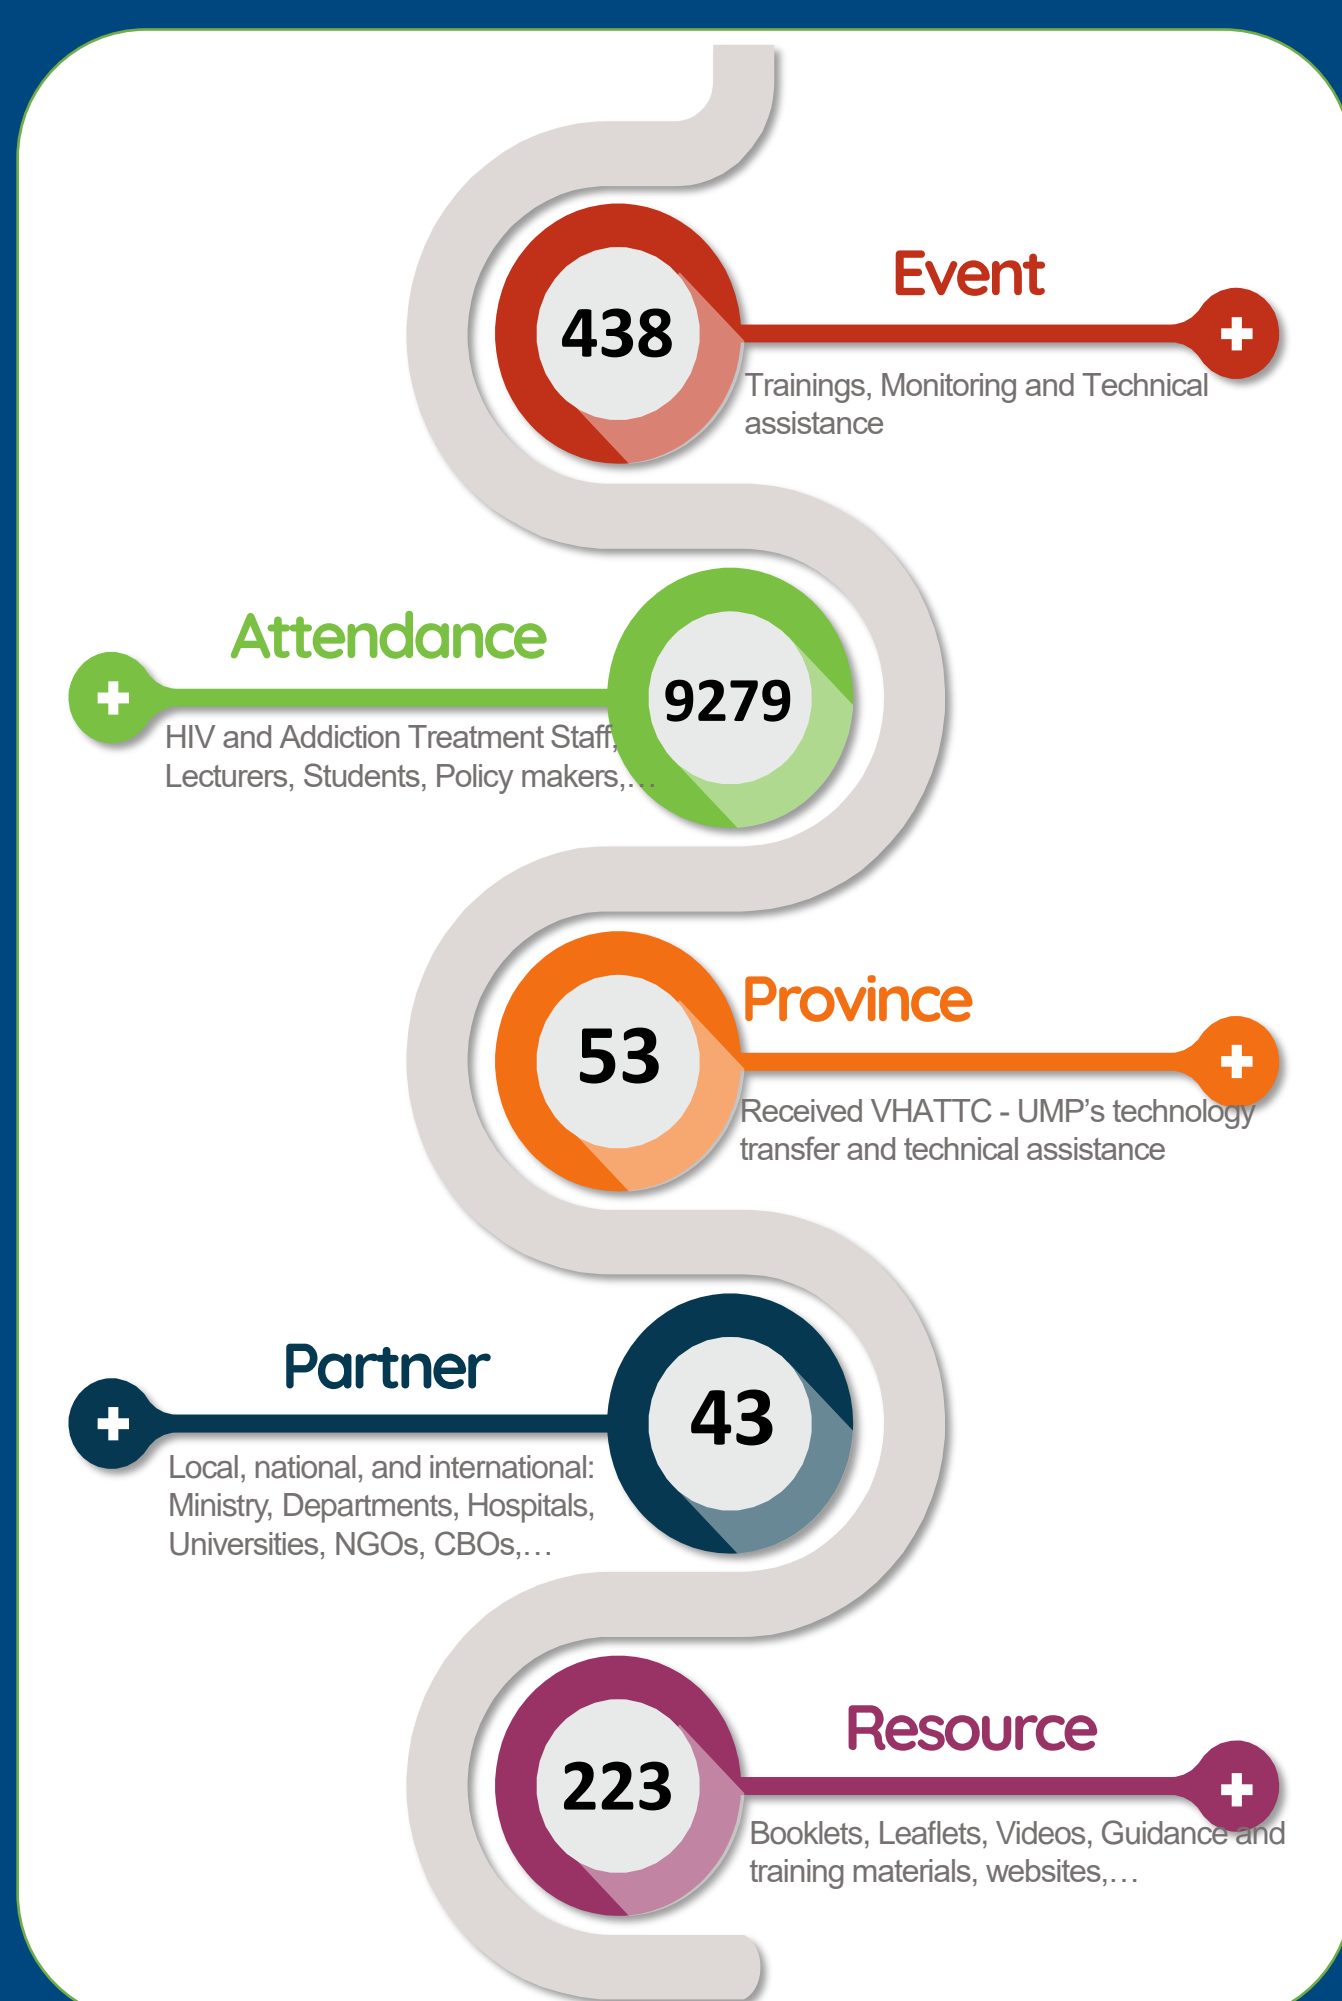 Event
438
Trainings, Monitoring and Technical
assistance
Attendance
9279
HIV and Addiction Treatment Staff,
Lecturers, Students, Policy makers,…
Province
53
Received VHATTC - UMP’s technology
transfer and technical assistance
Partner
43
Local, national, and international:
Ministry, Departments, Hospitals,
Universities, NGOs, CBOs,…
Resource
223
Booklets, Leaflets, Videos, Guidance and
training materials, websites,…